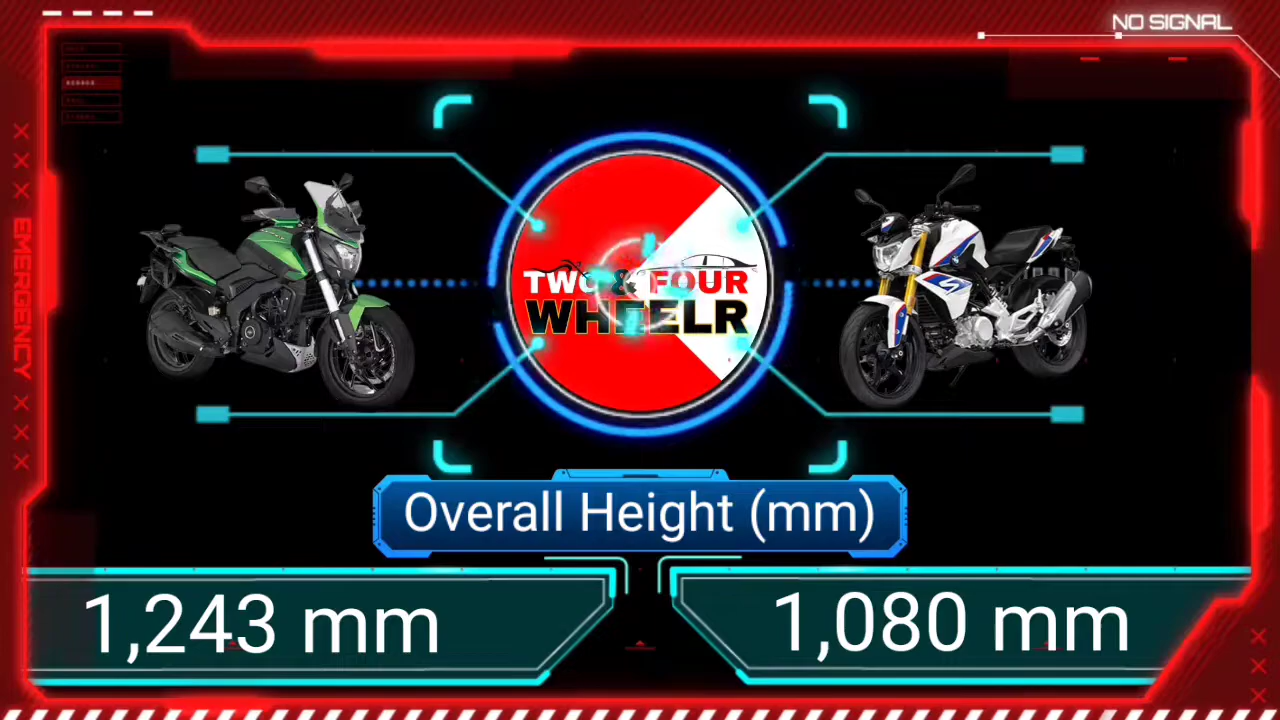 NO SIGNAL
EMERGENCY
TWO & FOUR
WHEELR
Overall Height (mm)
1,243 mm
1,080 mm